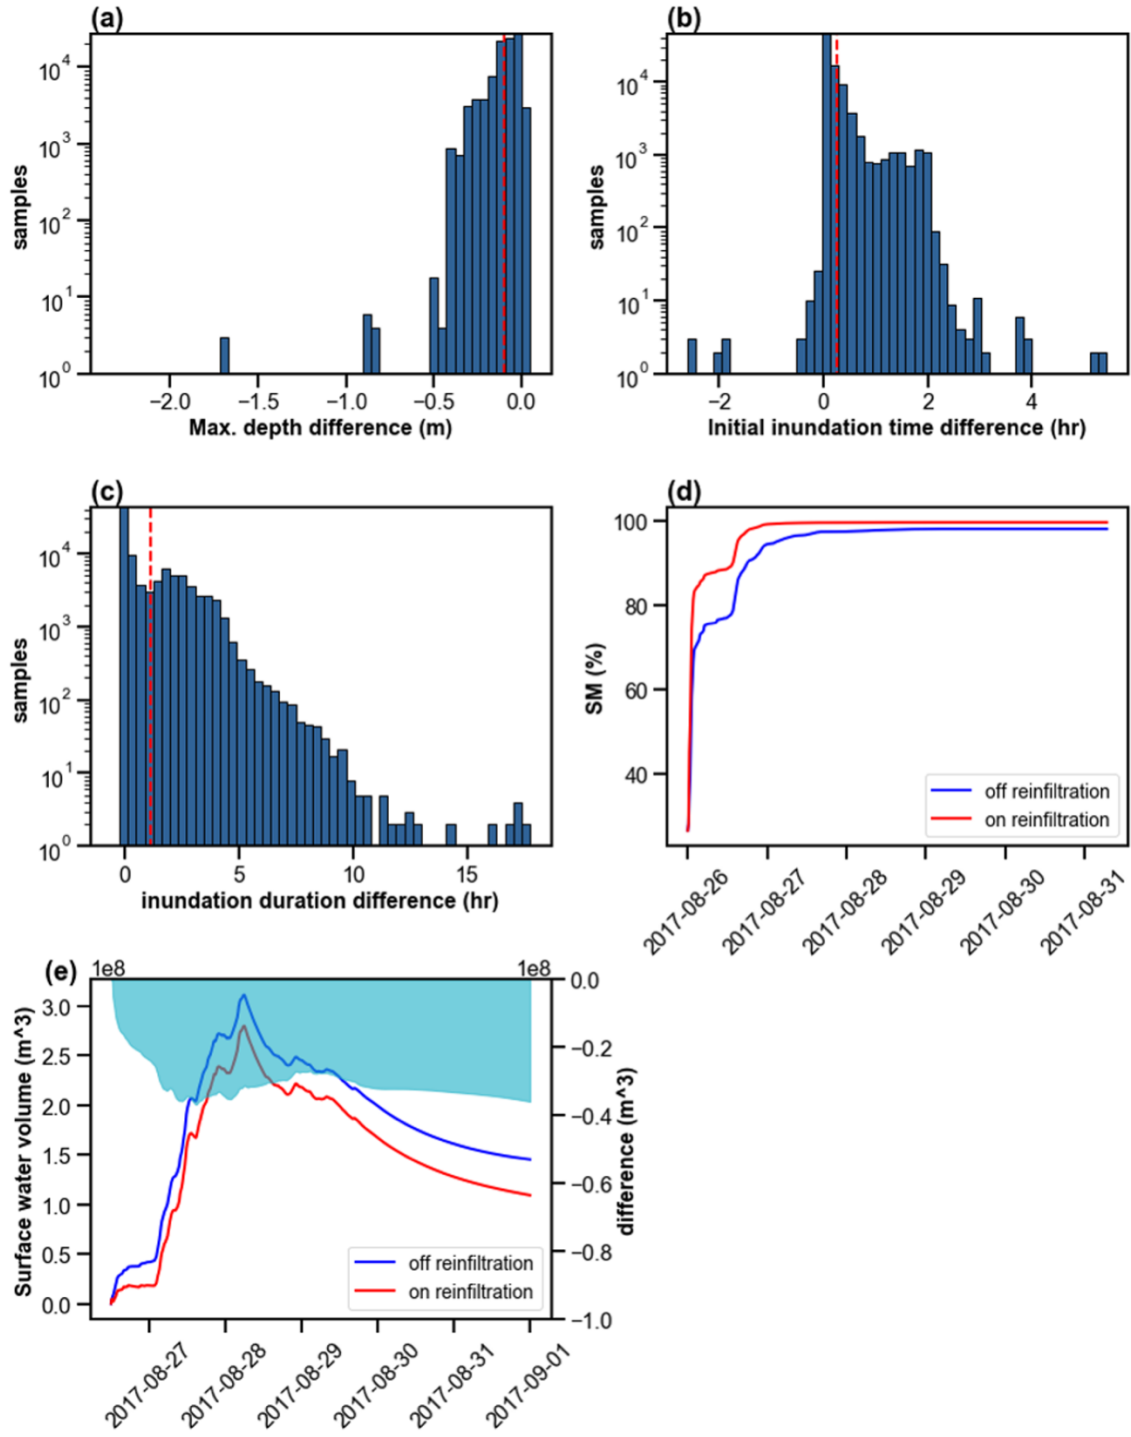 (a)
10^4
10^3
10^2
10^1
10^0
samples
−2.0 −1.5 −1.0 −0.5 0.0
Max. depth difference (m)
(b)
10^4
10^3
10^2
10^1
10^0
samples
−2 0 2 4
Initial inundation time difference (hr)
(c)
10^4
10^3
10^2
10^1
10^0
samples
0 5 10 15
inundation duration difference (hr)
(d)
100
80
60
40
SM (%)
off reinfiltration
on reinfiltration
2017-08-26 2017-08-27 2017-08-28 2017-08-29 2017-08-30 2017-08-31
(e) 1e8 1e8
3.0
2.5
2.0
1.5
1.0
0.5
0.0
Surface water volume (m^3)
0.0
−0.2
−0.4
−0.6
−0.8
−1.0
difference (m^3)
off reinfiltration
on reinfiltration
2017-08-27 2017-08-28 2017-08-29 2017-08-30 2017-08-31 2017-09-01